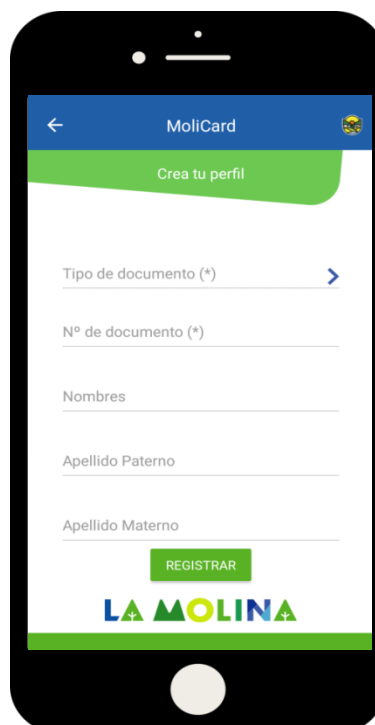 MoliCard
Crea tu perfil
Tipo de documento (*)
Nº de documento (*)
Nombres
Apellido Paterno
Apellido Materno
REGISTRAR
LA MOLINA